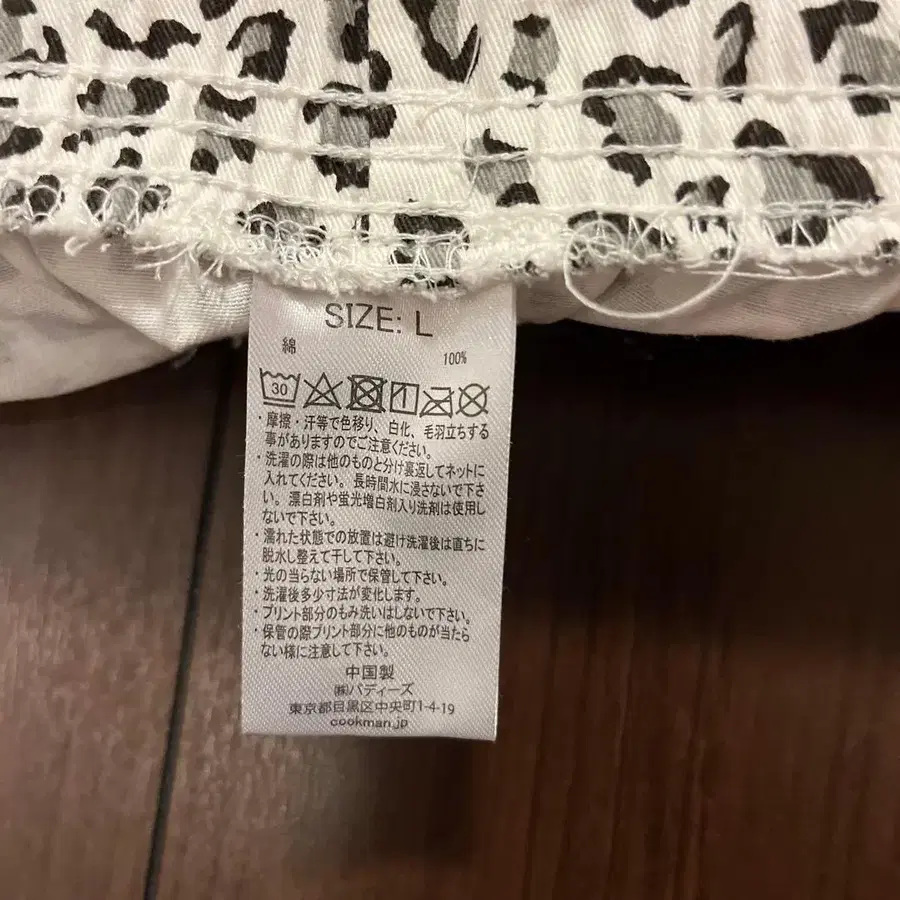 SIZE: L
綿 100%
30
・摩擦・汗等で色移り、白化、毛羽立ちする
事がありますのでご注意ください。
・洗濯の際は他のものと分け裏返してネットに
入れてください。長時間水に浸さないで下さ
い。漂白剤や蛍光増白剤入り洗剤は使用し
ないで下さい。
・濡れた状態での放置は避け洗濯後は直ちに
脱水し整えて干して下さい。
・光の当らない場所で保管して下さい。
・洗濯後多少寸法が変化します。
・プリント部分のもみ洗いはしないで下さい。
・保管の際プリント部分に他のものが当たら
ない様に注意して下さい。
中国製
㈱バディーズ
東京都目黒区中央町1-4-19
cookman.jp